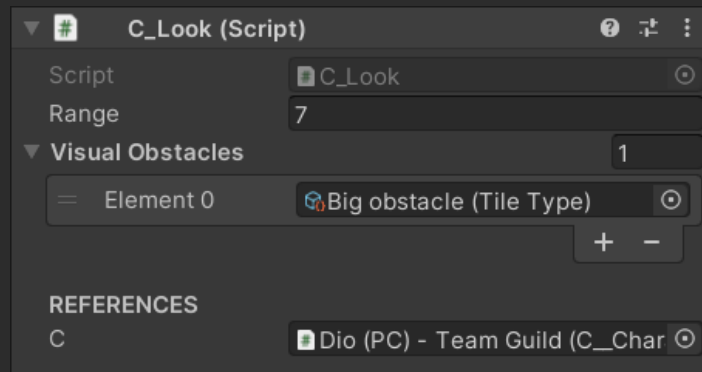 C_Look (Script)
Script C_Look
Range 7
Visual Obstacles 1
Element 0 Big obstacle (Tile Type)
+ −
REFERENCES
C Dio (PC) - Team Guild (C__Char